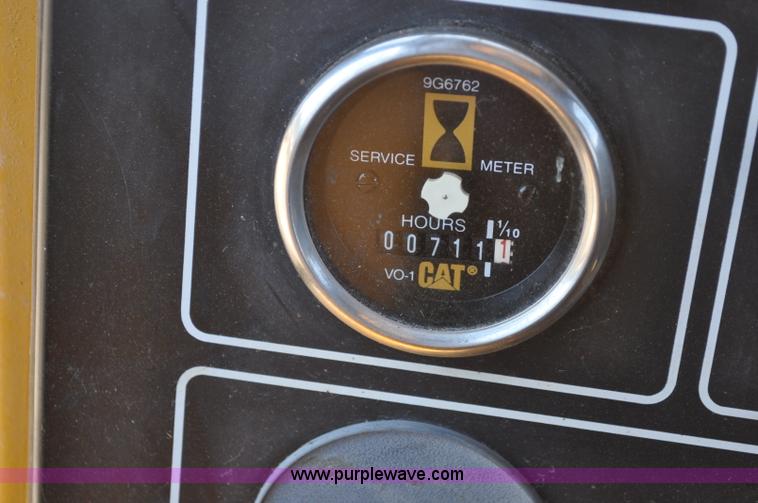 9G6762
SERVICE METER
HOURS 1/10
007111
VO-1 CAT®
www.purplewave.com